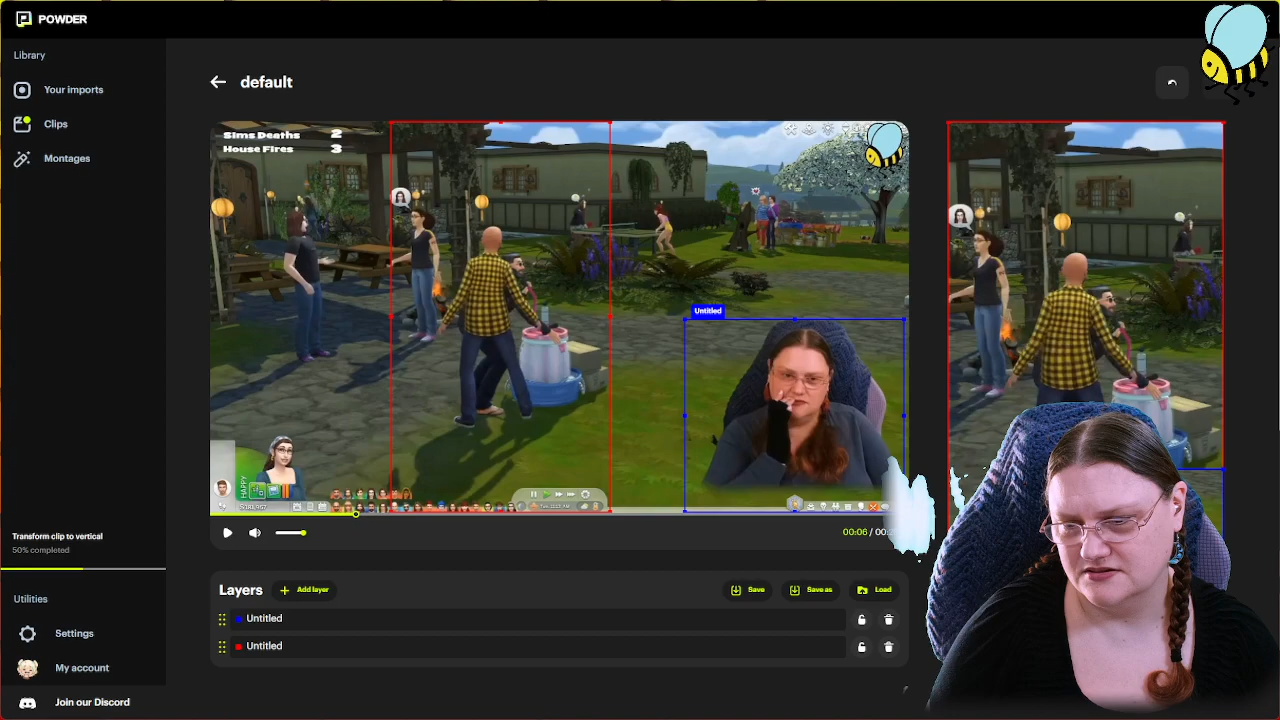 POWDER
Library
Your imports
Clips
Montages
default
Sims Deaths 2
House Fires 3
Untitled
HAPPY
00:06 / 00:
Transform clip to vertical
50% completed
Layers
Add layer
Save
Save as
Load
Untitled
Untitled
Utilities
Settings
My account
Join our Discord